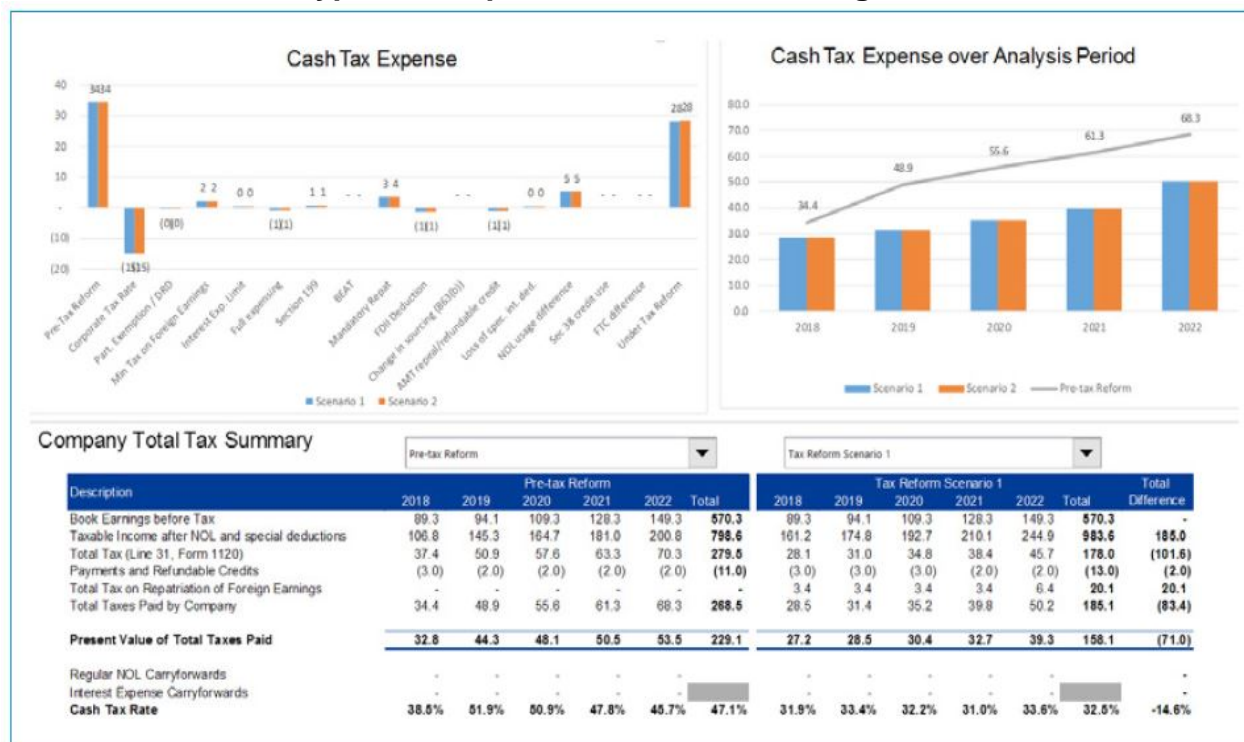 Cash Tax Expense
40
30
20
10
-
(10)
(20)
3434
(15)(15)
(0)(0)
2 2
0 0
(1)(1)
1 1
- -
3 4
(1)(1)
- -
(1)(1)
0 0
5 5
- -
- -
2828
Pre-Tax Reform
Corporate Tax Rate
Part. Exemption / DRD
Min Tax on Foreign Earnings
Interest Exp. Limit
Full expensing
Section 199
BEAT
Mandatory Repat
FDII Deduction
Change in sourcing (863(b))
AMT repeal/refundable credit
Loss of spec. int. ded.
NOL usage difference
Sec 38 credit use
FTC difference
Under Tax Reform
Scenario 1 Scenario 2
Cash Tax Expense over Analysis Period
80.0
70.0
60.0
50.0
40.0
30.0
20.0
10.0
0.0
34.4
48.9
55.6
61.3
68.3
2018 2019 2020 2021 2022
Scenario 1 Scenario 2 Pre-tax Reform
Company Total Tax Summary
Pre-tax Reform
Tax Reform Scenario 1
Pre-tax Reform Tax Reform Scenario 1 Total
Description 2018 2019 2020 2021 2022 Total 2018 2019 2020 2021 2022 Total Difference
Book Earnings before Tax 89.3 94.1 109.3 128.3 149.3 570.3 89.3 94.1 109.3 128.3 149.3 570.3 -
Taxable Income after NOL and special deductions 106.8 145.3 164.7 181.0 200.8 798.6 161.2 174.8 192.7 210.1 244.9 983.6 185.0
Total Tax (Line 31, Form 1120) 37.4 50.9 57.6 63.3 70.3 279.5 28.1 31.0 34.8 38.4 45.7 178.0 (101.6)
Payments and Refundable Credits (3.0) (2.0) (2.0) (2.0) (2.0) (11.0) (3.0) (3.0) (3.0) (2.0) (2.0) (13.0) (2.0)
Total Tax on Repatriation of Foreign Earnings - - - - - - 3.4 3.4 3.4 3.4 6.4 20.1 20.1
Total Taxes Paid by Company 34.4 48.9 55.6 61.3 68.3 268.5 28.5 31.4 35.2 39.8 50.2 185.1 (83.4)
Present Value of Total Taxes Paid 32.8 44.3 48.1 50.5 53.5 229.1 27.2 28.5 30.4 32.7 39.3 158.1 (71.0)
Regular NOL Carryforwards - - - - - - - - - - -
Interest Expense Carryforwards - - - - - - - - - - -
Cash Tax Rate 38.5% 51.9% 50.9% 47.8% 45.7% 47.1% 31.9% 33.4% 32.2% 31.0% 33.6% 32.5% -14.6%